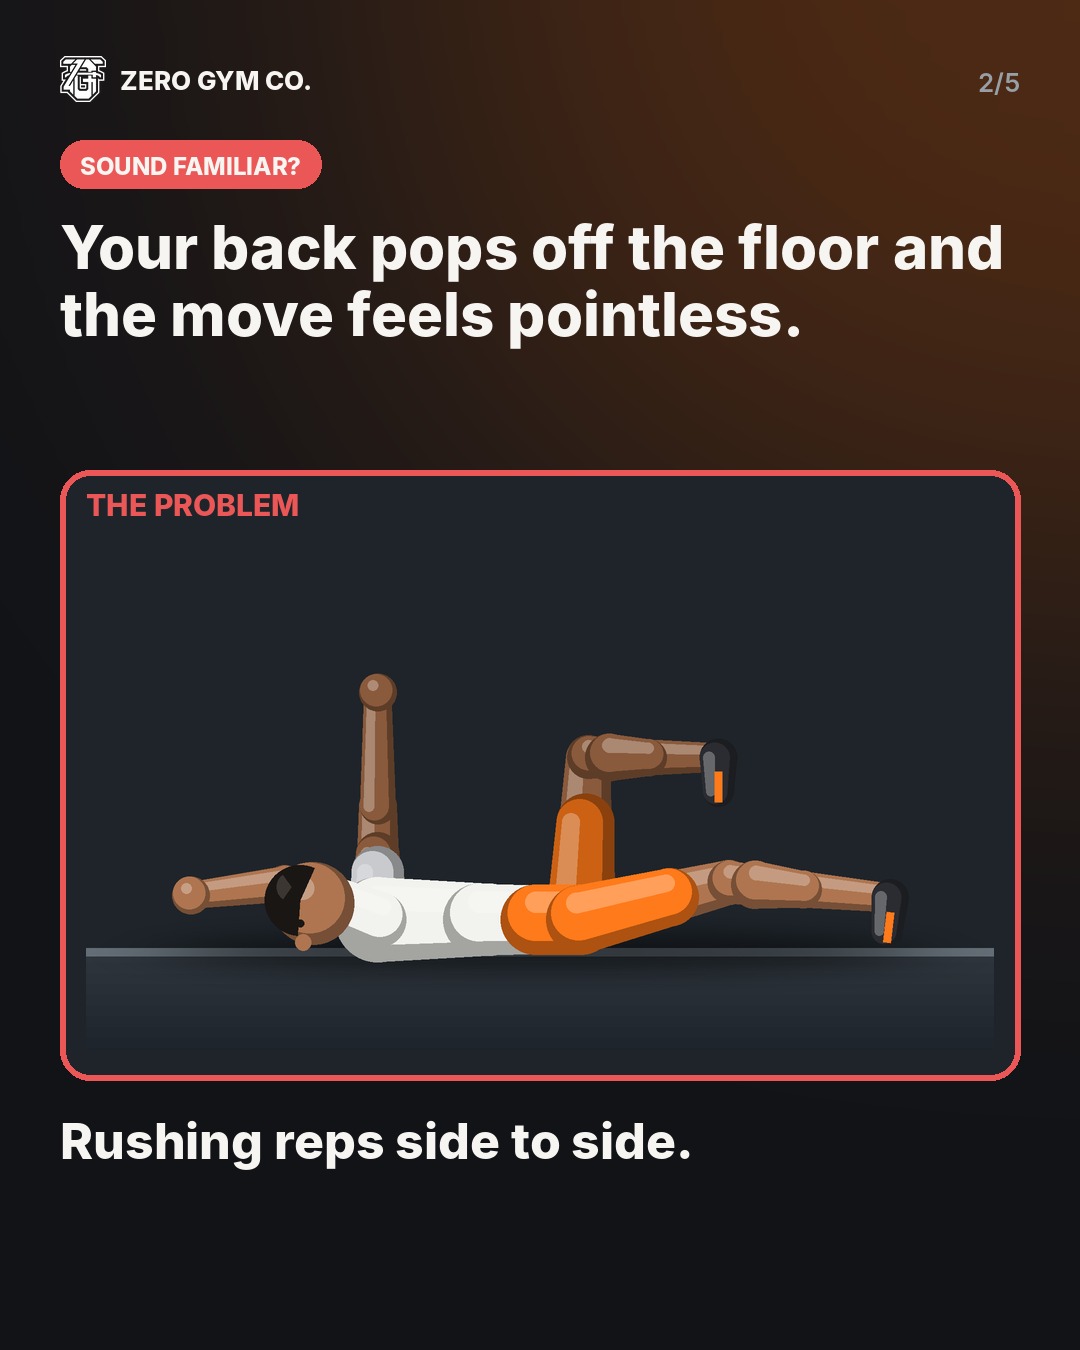 ZERO GYM CO.
2/5
SOUND FAMILIAR?
Your back pops off the floor and
the move feels pointless.
THE PROBLEM
Rushing reps side to side.